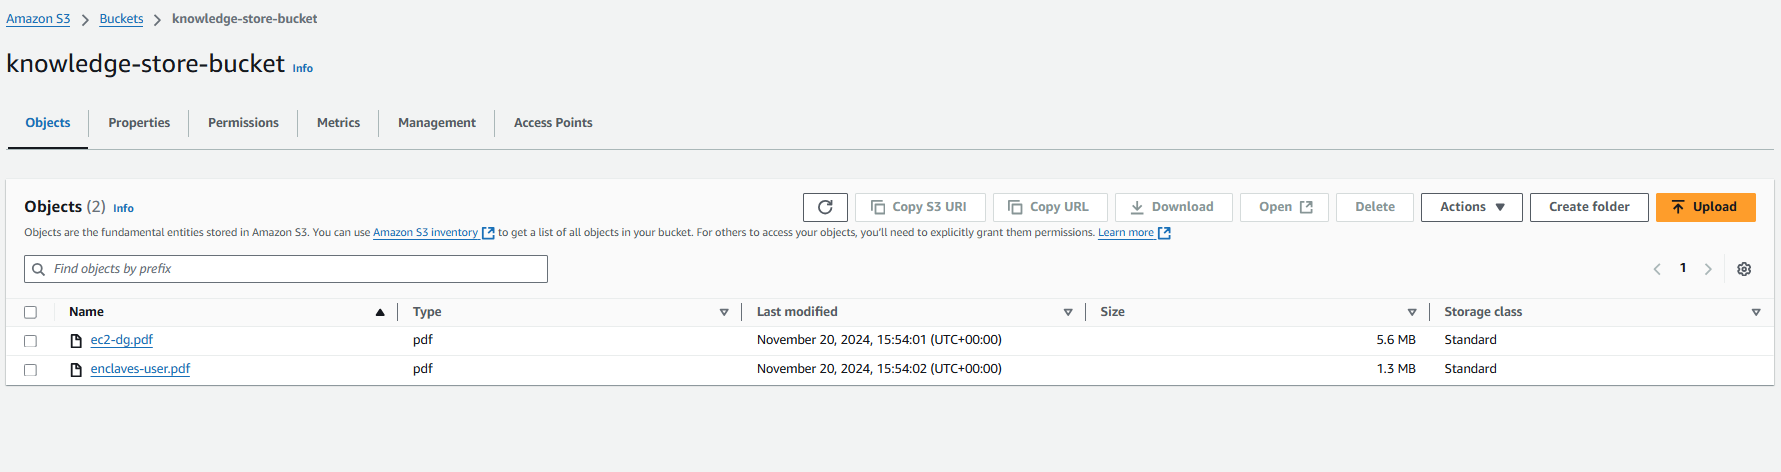 Amazon S3 > Buckets > knowledge-store-bucket
knowledge-store-bucket Info
Objects Properties Permissions Metrics Management Access Points
Objects (2) Info Copy S3 URI Copy URL Download Open Delete Actions Create folder Upload
Objects are the fundamental entities stored in Amazon S3. You can use Amazon S3 inventory to get a list of all objects in your bucket. For others to access your objects, you'll need to explicitly grant them permissions. Learn more
Find objects by prefix 1
Name Type Last modified Size Storage class
ec2-dg.pdf pdf November 20, 2024, 15:54:01 (UTC+00:00) 5.6 MB Standard
enclaves-user.pdf pdf November 20, 2024, 15:54:02 (UTC+00:00) 1.3 MB Standard